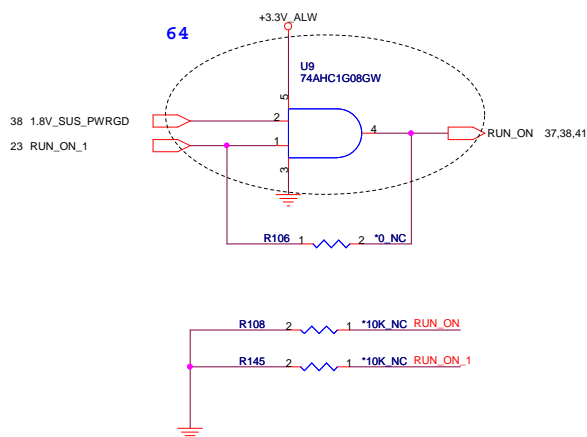 +3.3V_ALW
64
U9
74AHC1G08GW
5
38 1.8V_SUS_PWRGD
2
4
RUN_ON 37,38,41
23 RUN_ON_1
1
3
R106 1 2 *0_NC
R108 2 1 *10K_NC RUN_ON
R145 2 1 *10K_NC RUN_ON_1